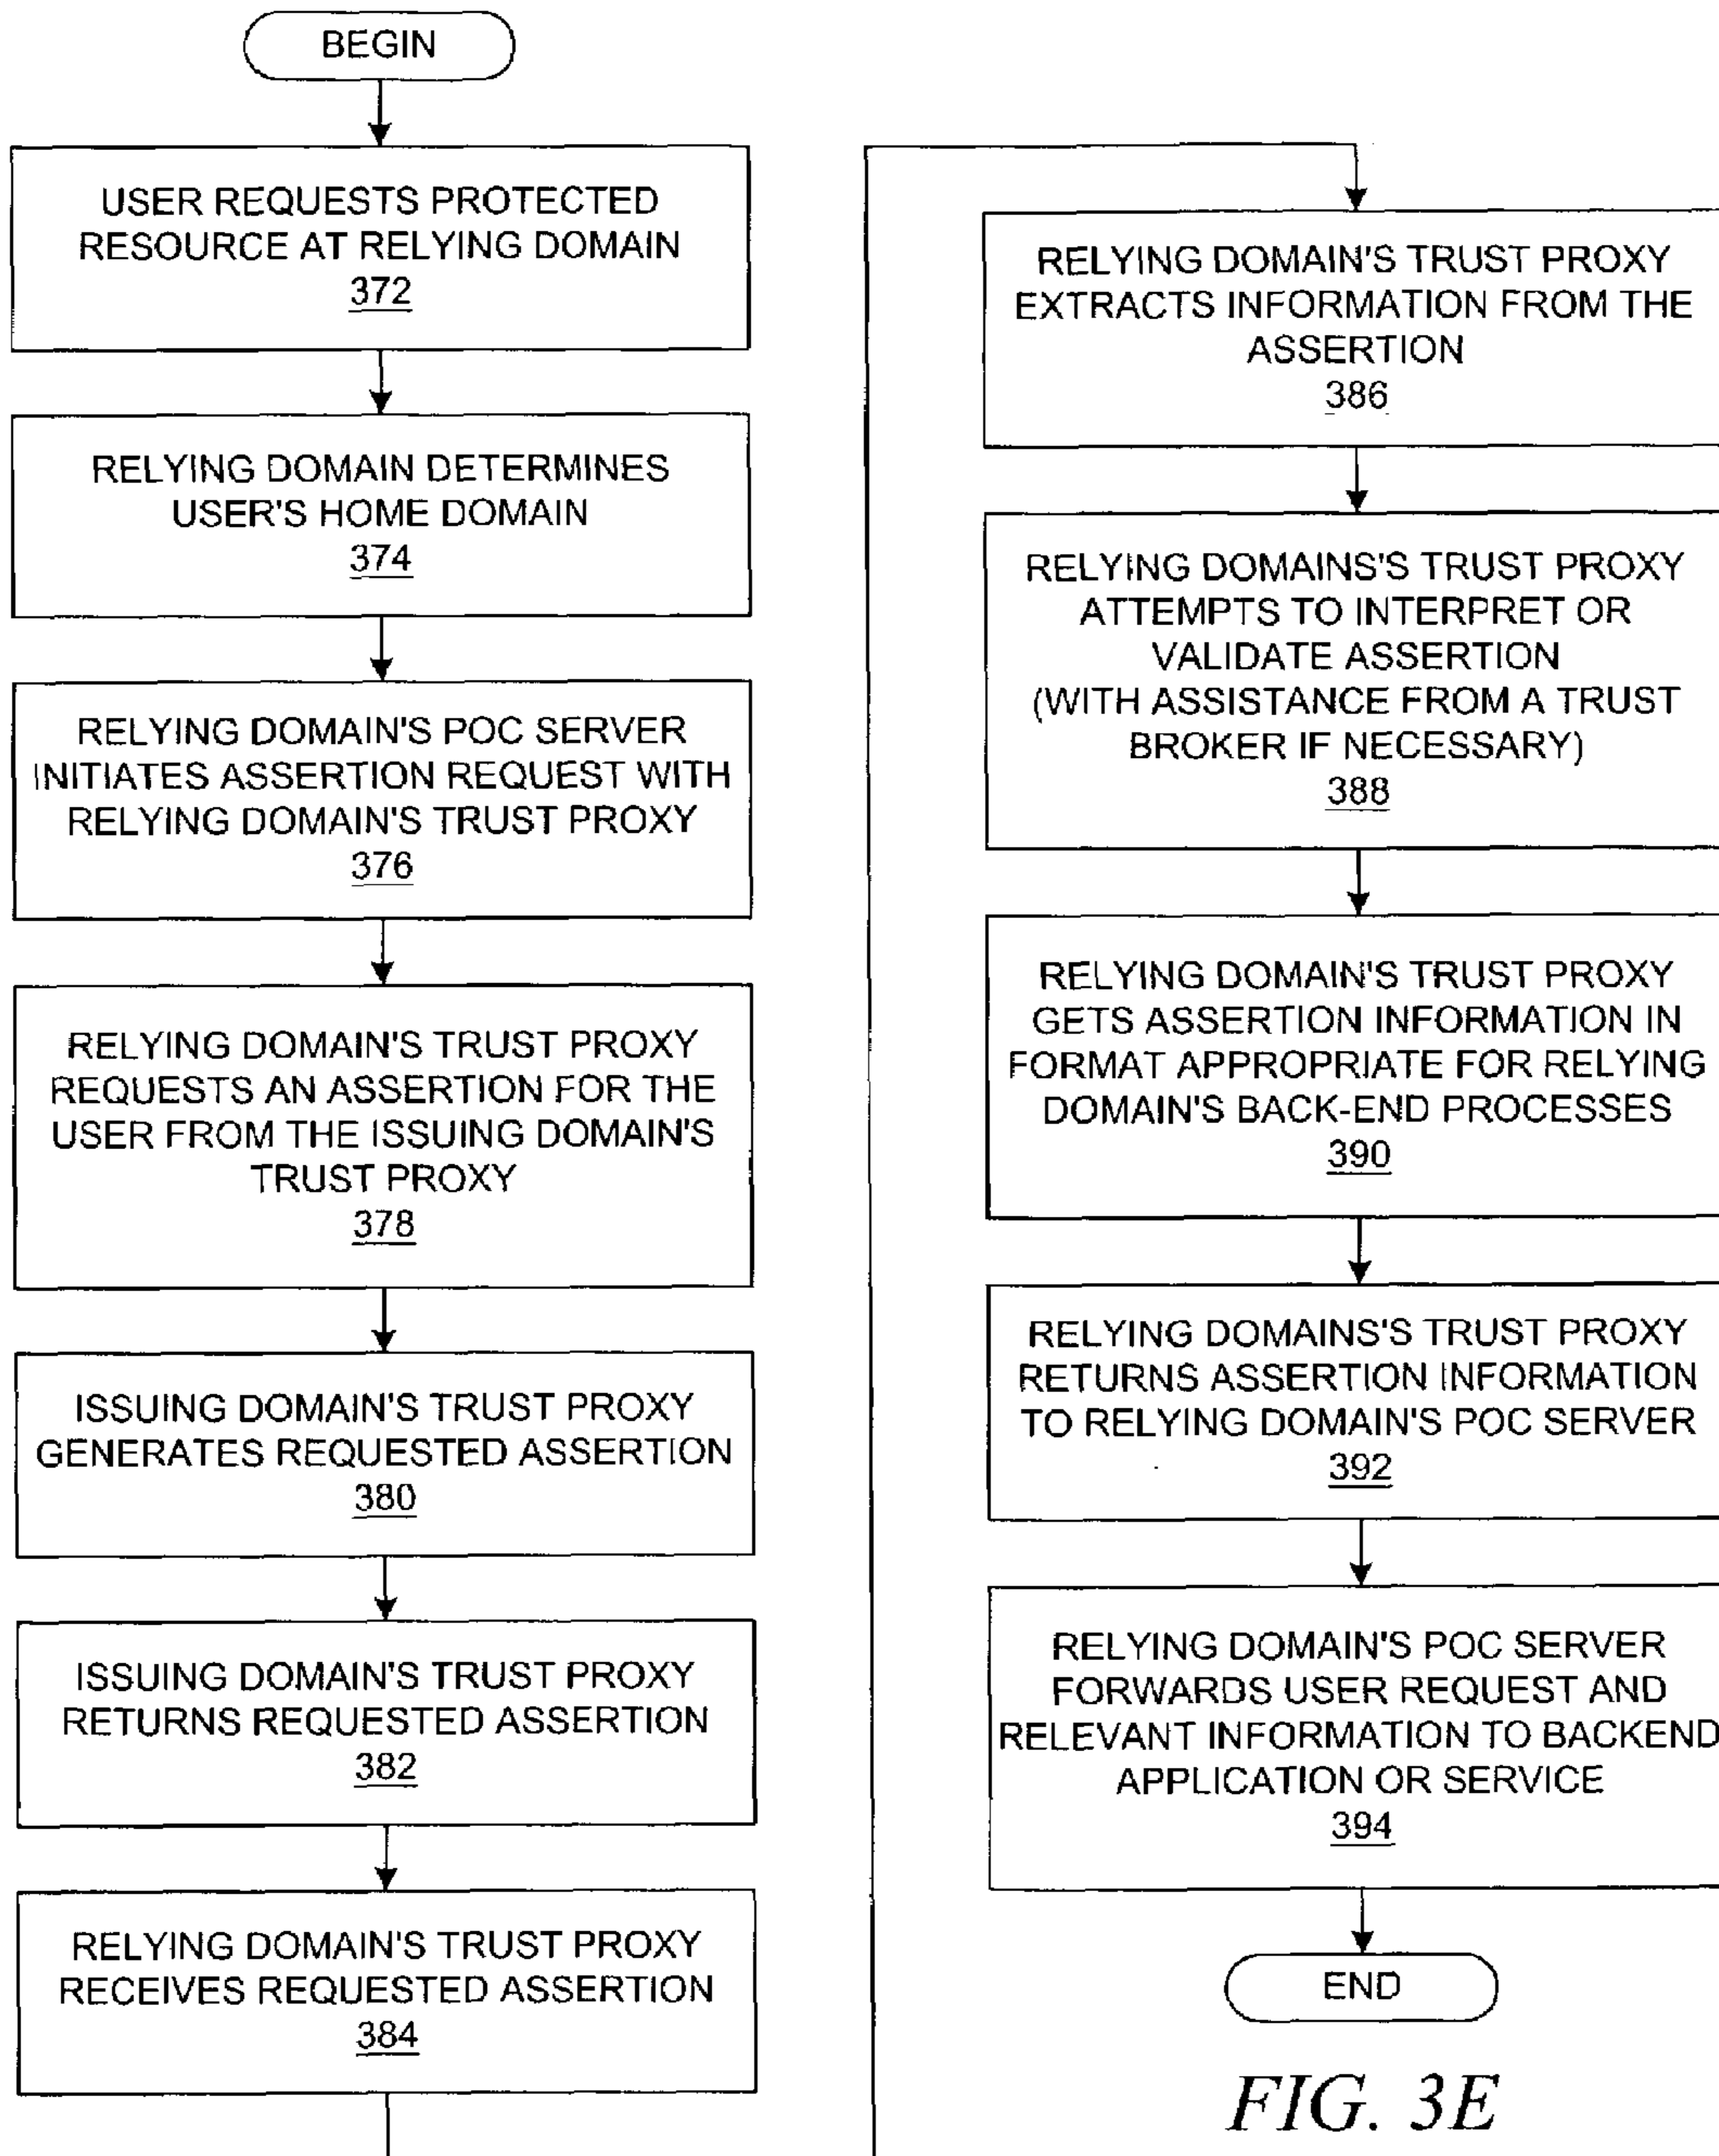 BEGIN
USER REQUESTS PROTECTED
RESOURCE AT RELYING DOMAIN
372
RELYING DOMAIN DETERMINES
USER'S HOME DOMAIN
374
RELYING DOMAIN'S POC SERVER
INITIATES ASSERTION REQUEST WITH
RELYING DOMAIN'S TRUST PROXY
376
RELYING DOMAIN'S TRUST PROXY
REQUESTS AN ASSERTION FOR THE
USER FROM THE ISSUING DOMAIN'S
TRUST PROXY
378
ISSUING DOMAIN'S TRUST PROXY
GENERATES REQUESTED ASSERTION
380
ISSUING DOMAIN'S TRUST PROXY
RETURNS REQUESTED ASSERTION
382
RELYING DOMAIN'S TRUST PROXY
RECEIVES REQUESTED ASSERTION
384
RELYING DOMAIN'S TRUST PROXY
EXTRACTS INFORMATION FROM THE
ASSERTION
386
RELYING DOMAINS'S TRUST PROXY
ATTEMPTS TO INTERPRET OR
VALIDATE ASSERTION
(WITH ASSISTANCE FROM A TRUST
BROKER IF NECESSARY)
388
RELYING DOMAIN'S TRUST PROXY
GETS ASSERTION INFORMATION IN
FORMAT APPROPRIATE FOR RELYING
DOMAIN'S BACK-END PROCESSES
390
RELYING DOMAINS'S TRUST PROXY
RETURNS ASSERTION INFORMATION
TO RELYING DOMAIN'S POC SERVER
392
RELYING DOMAIN'S POC SERVER
FORWARDS USER REQUEST AND
RELEVANT INFORMATION TO BACKEND
APPLICATION OR SERVICE
394
END
FIG. 3E